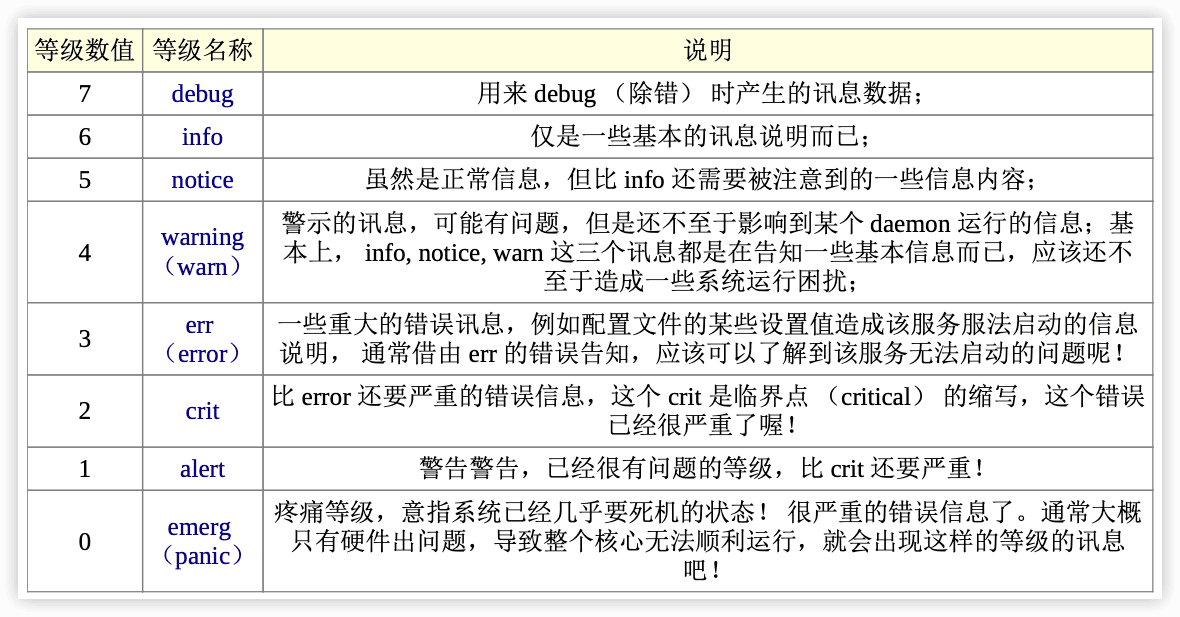 等级数值 等级名称 说明
7 debug 用来 debug （除错） 时产生的讯息数据；
6 info 仅是一些基本的讯息说明而已；
5 notice 虽然是正常信息，但比 info 还需要被注意到的一些信息内容；
4 warning （warn） 警示的讯息，可能有问题，但是还不至于影响到某个 daemon 运行的信息；基
本上， info, notice, warn 这三个讯息都是在告知一些基本信息而已，应该还不
至于造成一些系统运行困扰；
3 err （error） 一些重大的错误讯息，例如配置文件的某些设置值造成该服务服法启动的信息
说明， 通常借由 err 的错误告知，应该可以了解到该服务无法启动的问题呢！
2 crit 比 error 还要严重的错误信息，这个 crit 是临界点 （critical） 的缩写，这个错误
已经很严重了喔！
1 alert 警告警告，已经很有问题的等级，比 crit 还要严重！
0 emerg （panic） 疼痛等级，意指系统已经几乎要死机的状态！ 很严重的错误信息了。通常大概
只有硬件出问题，导致整个核心无法顺利运行，就会出现这样的等级的讯息
吧！